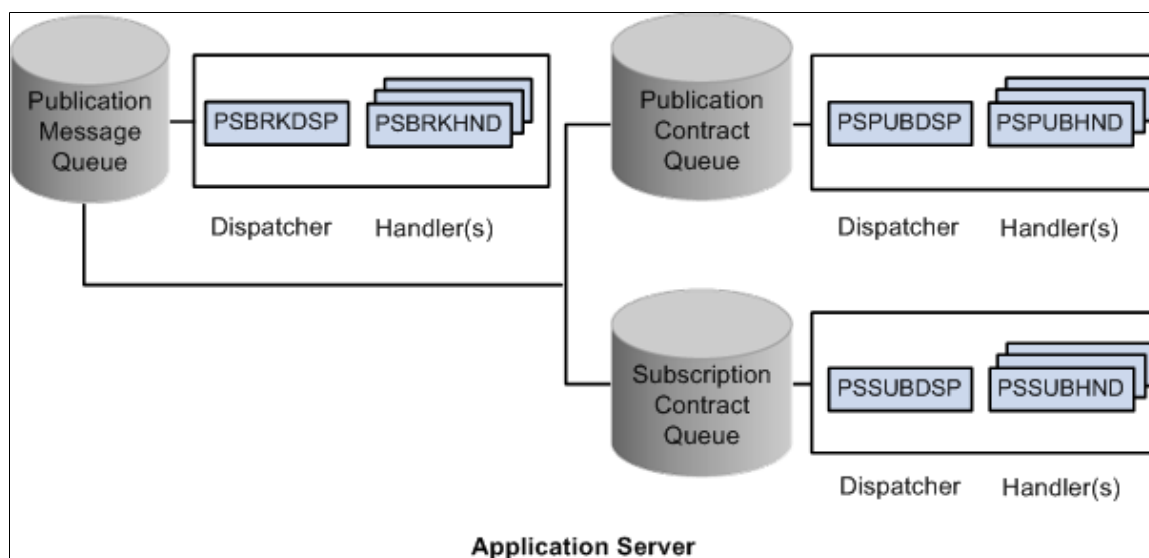 Publication
Message
Queue
PSBRKDSP
PSBRKHND
Dispatcher
Handler(s)
Publication
Contract
Queue
PSPUBDSP
PSPUBHND
Dispatcher
Handler(s)
Subscription
Contract
Queue
PSSUBDSP
PSSUBHND
Dispatcher
Handler(s)
Application Server